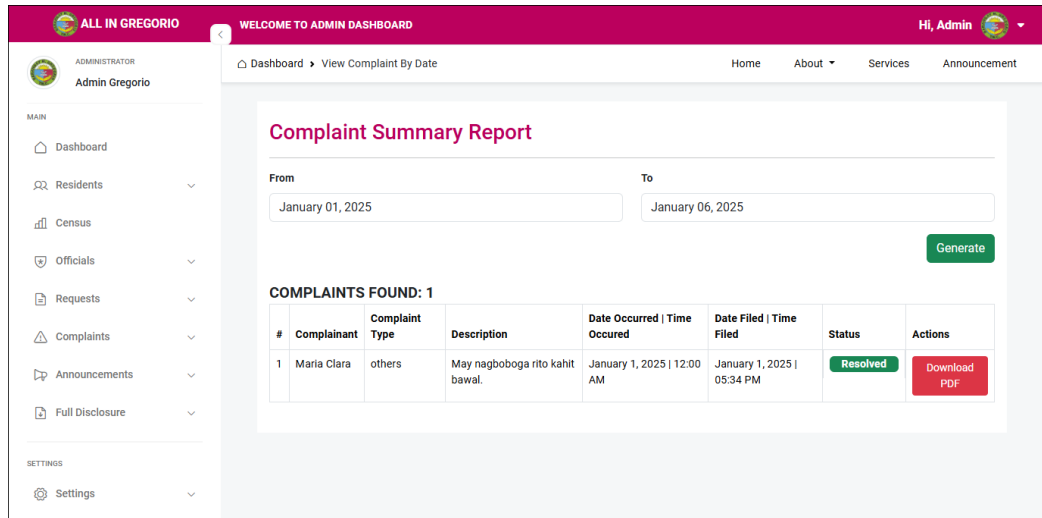 ALL IN GREGORIO
WELCOME TO ADMIN DASHBOARD
Hi, Admin
ADMINISTRATOR
Admin Gregorio
Dashboard > View Complaint By Date
Home About Services Announcement
MAIN
Dashboard
Residents
Census
Officials
Requests
Complaints
Announcements
Full Disclosure
SETTINGS
Settings
Complaint Summary Report
From To
January 01, 2025 January 06, 2025
Generate
COMPLAINTS FOUND: 1
# Complainant Complaint Type Description Date Occurred | Time Occured Date Filed | Time Filed Status Actions
1 Maria Clara others May nagboboga rito kahit bawal. January 1, 2025 | 12:00 AM January 1, 2025 | 05:34 PM Resolved Download PDF